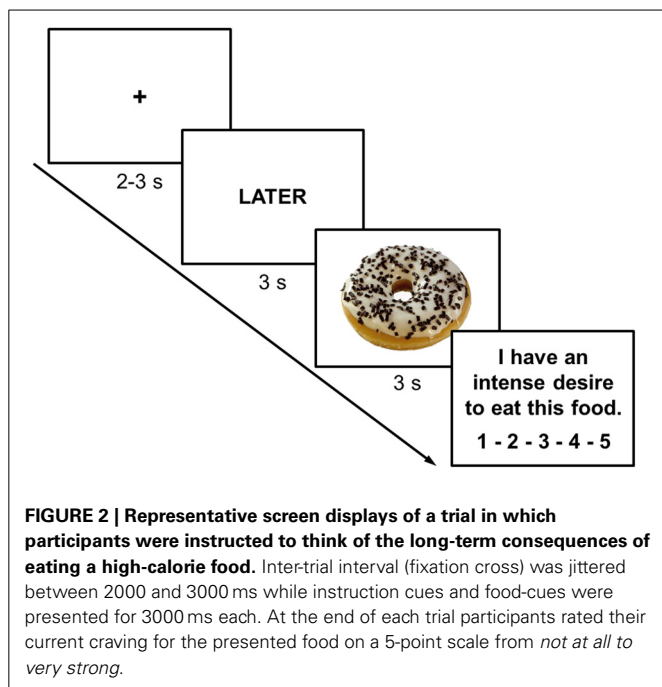 +
2-3 s
LATER
3 s
3 s
I have an
intense desire
to eat this food.
1 - 2 - 3 - 4 - 5
FIGURE 2 | Representative screen displays of a trial in which
participants were instructed to think of the long-term consequences of
eating a high-calorie food. Inter-trial interval (fixation cross) was jittered
between 2000 and 3000 ms while instruction cues and food-cues were
presented for 3000 ms each. At the end of each trial participants rated their
current craving for the presented food on a 5-point scale from not at all to
very strong.